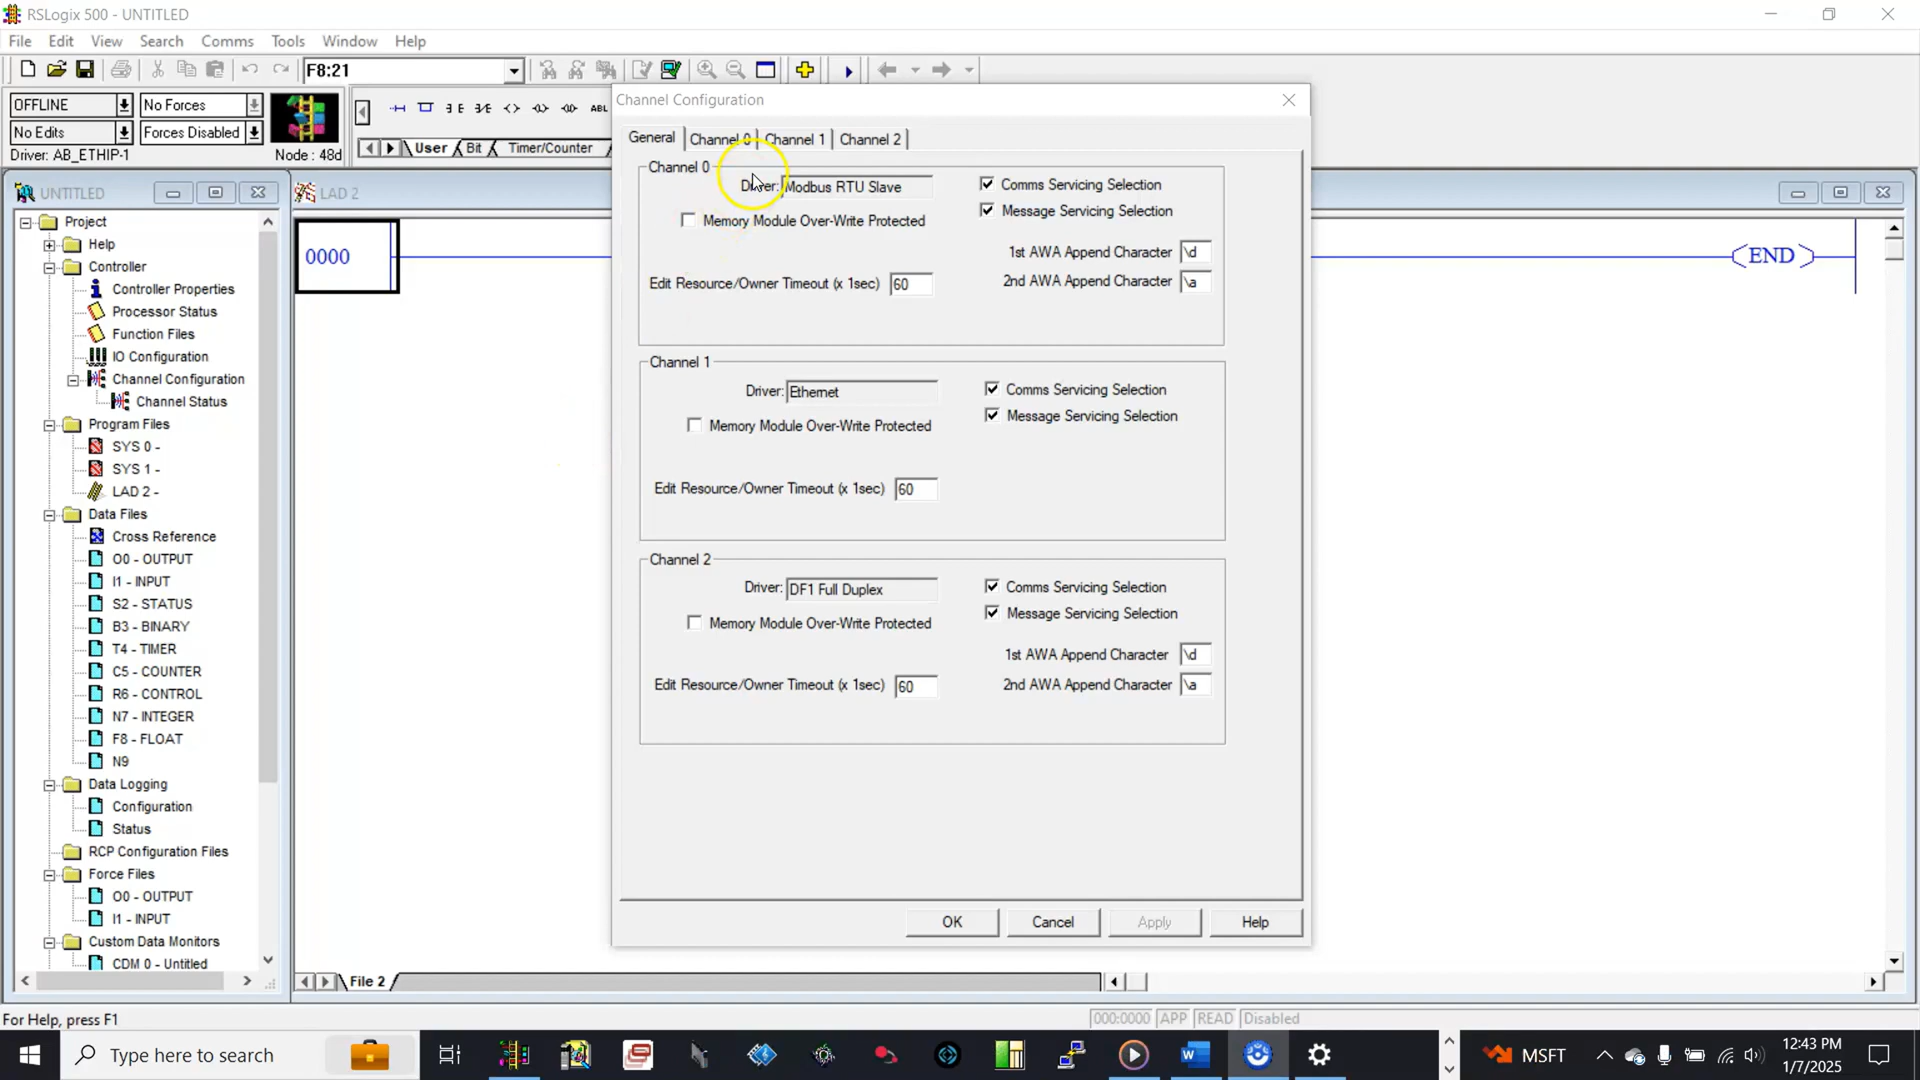 RSLogix 500 - UNTITLED
File Edit View Search Comms Tools Window Help
F8:21
OFFLINE No Forces
No Edits Forces Disabled
Driver: AB_ETHIP-1 Node : 48d
ABL
User Bit Timer/Counter
UNTITLED
Project
Help
Controller
Controller Properties
Processor Status
Function Files
IO Configuration
Channel Configuration
Channel Status
Program Files
SYS 0 -
SYS 1 -
LAD 2 -
Data Files
Cross Reference
O0 - OUTPUT
I1 - INPUT
S2 - STATUS
B3 - BINARY
T4 - TIMER
C5 - COUNTER
R6 - CONTROL
N7 - INTEGER
F8 - FLOAT
N9
Data Logging
Configuration
Status
RCP Configuration Files
Force Files
O0 - OUTPUT
I1 - INPUT
Custom Data Monitors
CDM 0 - Untitled
LAD 2
0000
END
File 2
Channel Configuration
General Channel 0 Channel 1 Channel 2
Channel 0
Driver: Modbus RTU Slave
Comms Servicing Selection
Message Servicing Selection
Memory Module Over-Write Protected
1st AWA Append Character \d
Edit Resource/Owner Timeout (x 1sec) 60
2nd AWA Append Character \a
Channel 1
Driver: Ethernet
Comms Servicing Selection
Message Servicing Selection
Memory Module Over-Write Protected
Edit Resource/Owner Timeout (x 1sec) 60
Channel 2
Driver: DF1 Full Duplex
Comms Servicing Selection
Message Servicing Selection
Memory Module Over-Write Protected
1st AWA Append Character \d
Edit Resource/Owner Timeout (x 1sec) 60
2nd AWA Append Character \a
OK Cancel Apply Help
For Help, press F1
000:0000 APP READ Disabled
Type here to search
MSFT
12:43 PM
1/7/2025